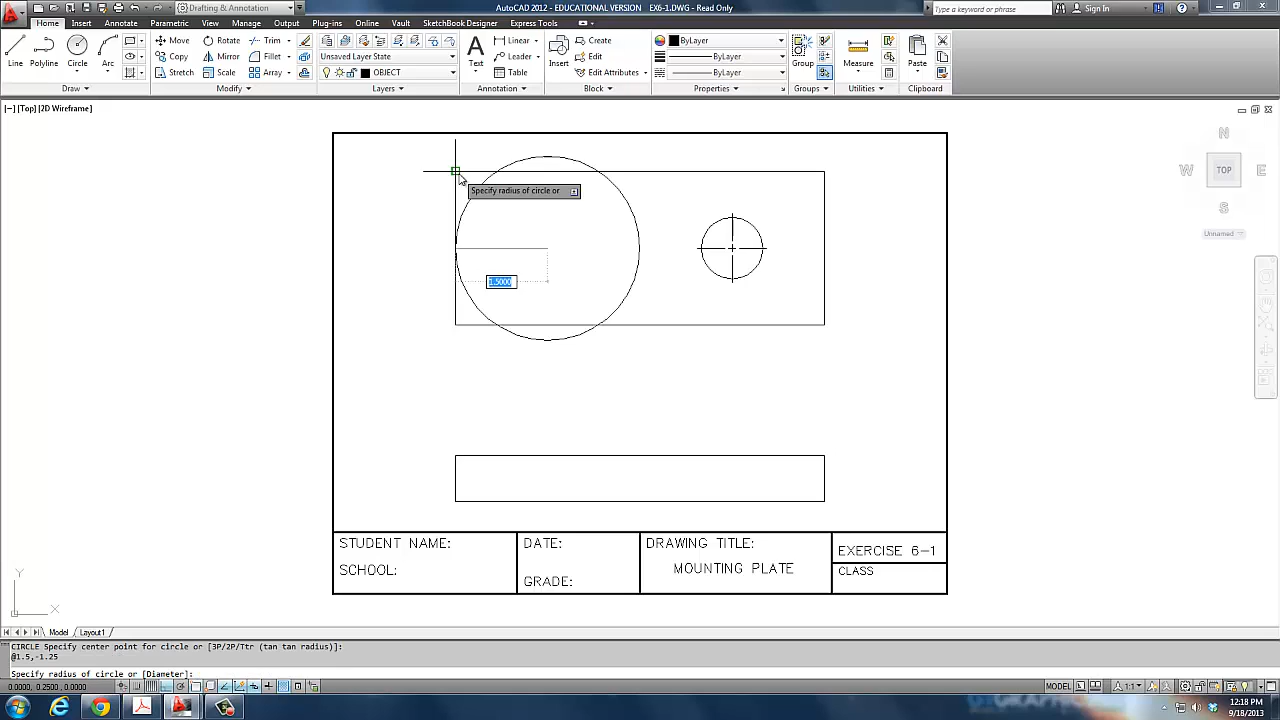 Drafting & Annotation
AutoCAD 2012 - EDUCATIONAL VERSION EX6-1.DWG - Read Only
Type a keyword or phrase
Sign In
Home Insert Annotate Parametric View Manage Output Plug-ins Online Vault SketchBook Designer Express Tools
Line Polyline Circle Arc
Move Rotate Trim
Copy Mirror Fillet
Stretch Scale Array
Unsaved Layer State
OBJECT
Text
Linear
Leader
Table
Insert
Create
Edit
Edit Attributes
ByLayer
ByLayer
ByLayer
Group
Measure
Paste
Draw Modify Layers Annotation Block Properties Groups Utilities Clipboard
[−] [Top] [2D Wireframe]
N
W TOP E
S
Unnamed
Specify radius of circle or
1.5000
STUDENT NAME:
SCHOOL:
DATE:
GRADE:
DRAWING TITLE:
MOUNTING PLATE
EXERCISE 6-1
CLASS
Y
X
Model Layout1
CIRCLE Specify center point for circle or [3P/2P/Ttr (tan tan radius)]:
@1.5,-1.25
Specify radius of circle or [Diameter]:
MODEL
1:1
12:18 PM
9/18/2013